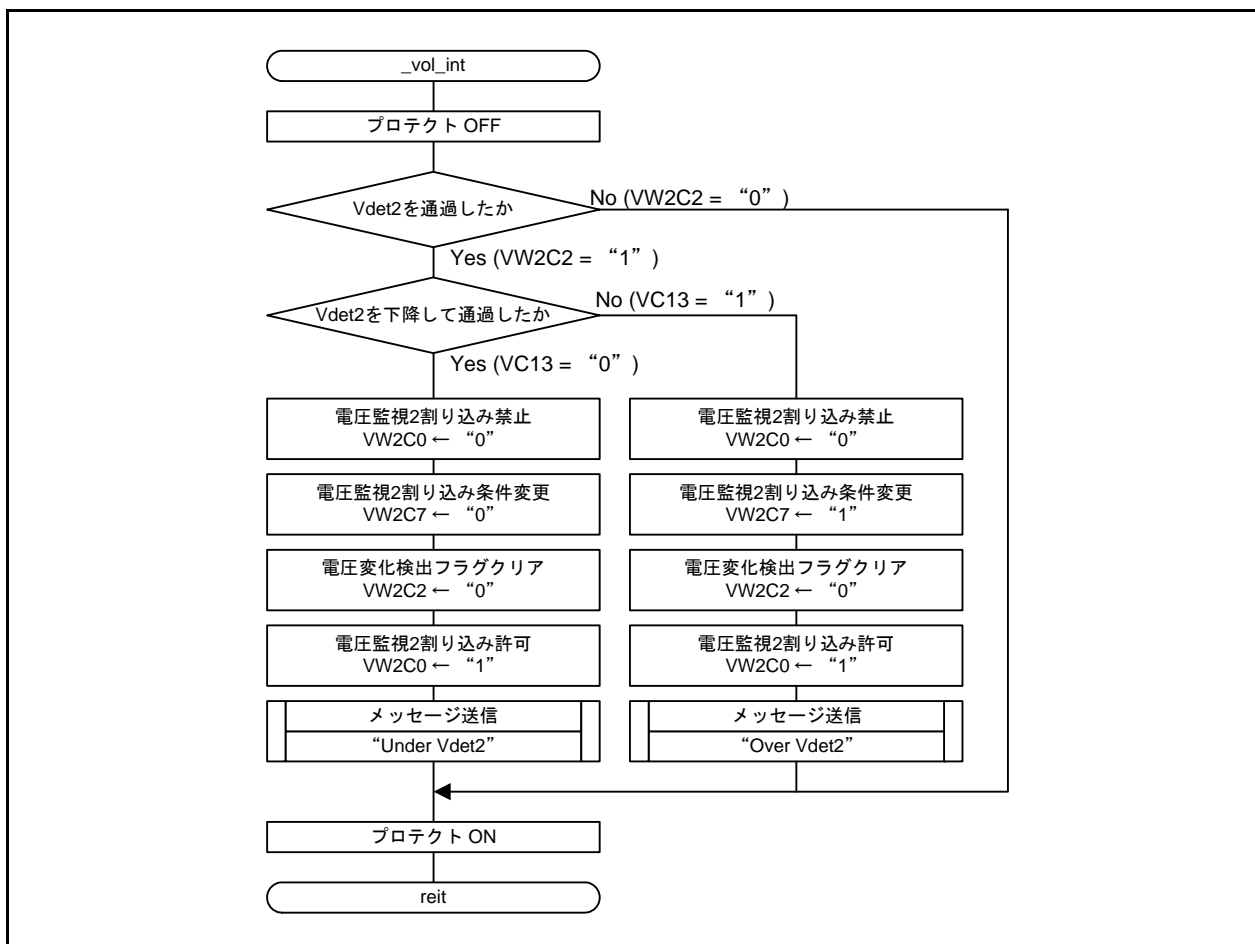 _vol_int
プロテクト OFF
Vdet2を通過したか
No (VW2C2 = “0” )
Yes (VW2C2 = “1” )
Vdet2を下降して通過したか
No (VC13 = “1” )
Yes (VC13 = “0” )
電圧監視2割り込み禁止
VW2C0 ← “0”
電圧監視2割り込み条件変更
VW2C7 ← “0”
電圧変化検出フラグクリア
VW2C2 ← “0”
電圧監視2割り込み許可
VW2C0 ← “1”
メッセージ送信
“Under Vdet2”
電圧監視2割り込み禁止
VW2C0 ← “0”
電圧監視2割り込み条件変更
VW2C7 ← “1”
電圧変化検出フラグクリア
VW2C2 ← “0”
電圧監視2割り込み許可
VW2C0 ← “1”
メッセージ送信
“Over Vdet2”
プロテクト ON
reit